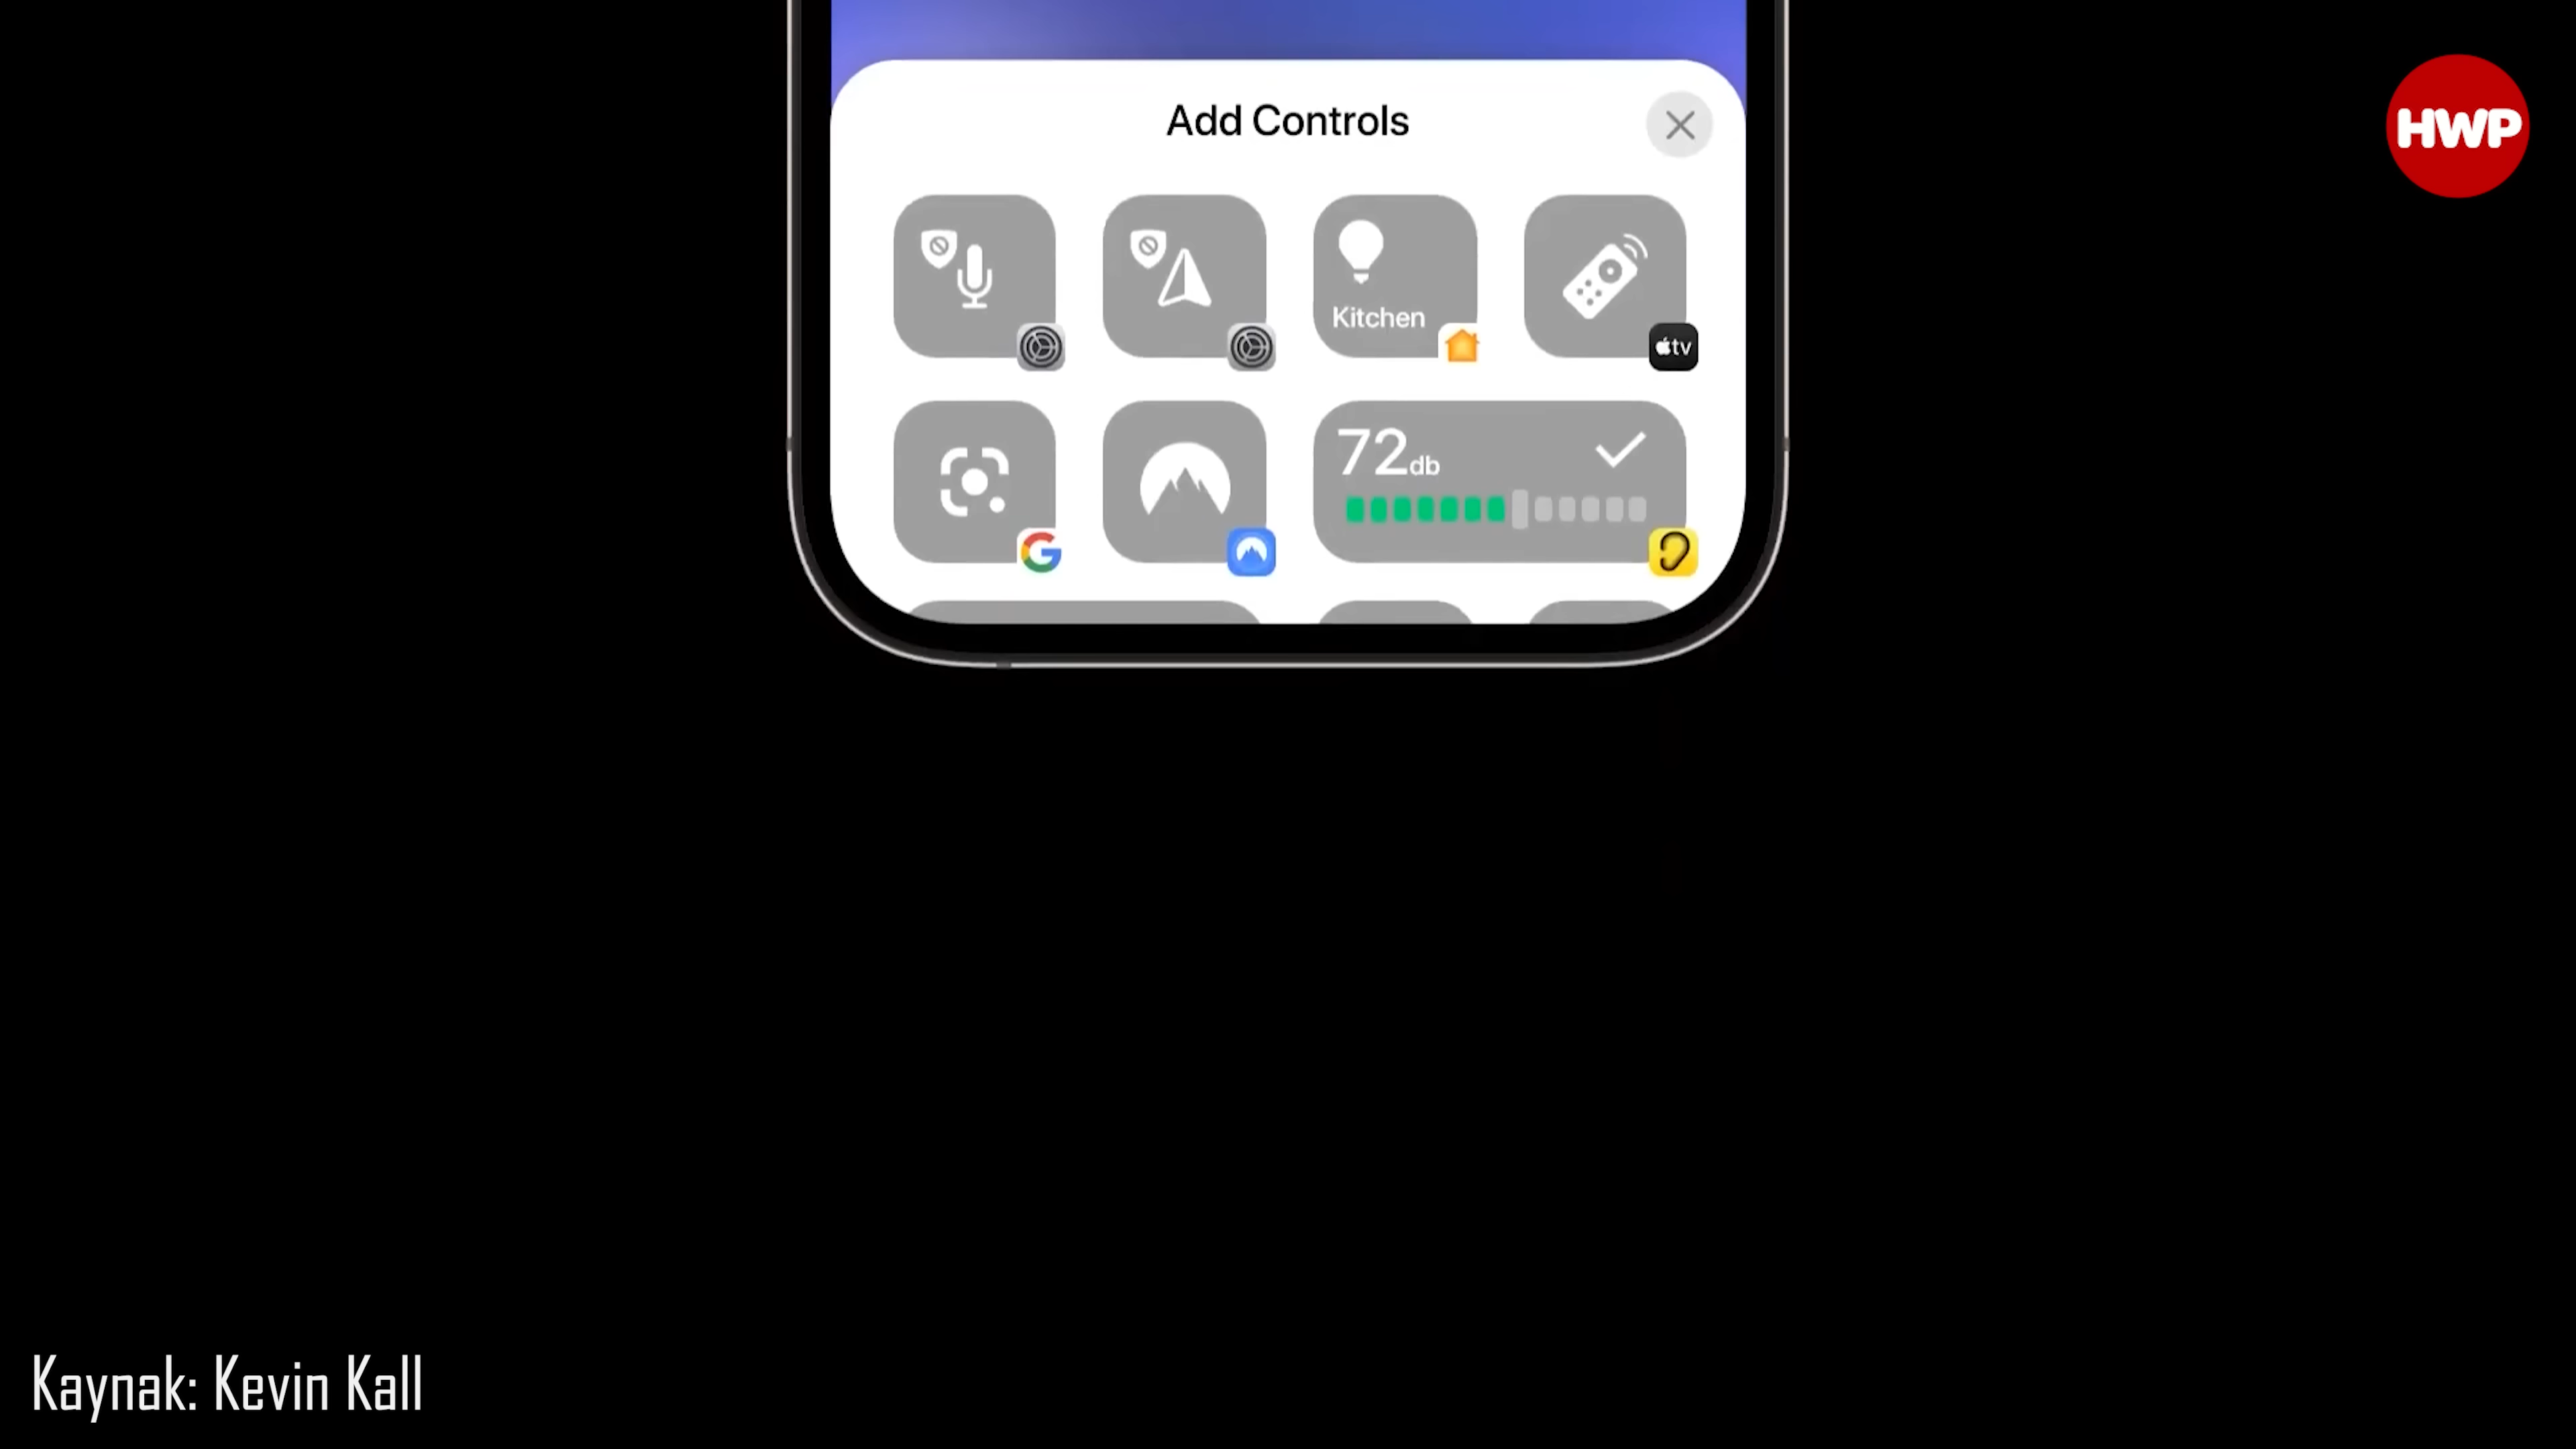 Add Controls
HWP
Kitchen
tv
72db
G
Kaynak: Kevin Kall